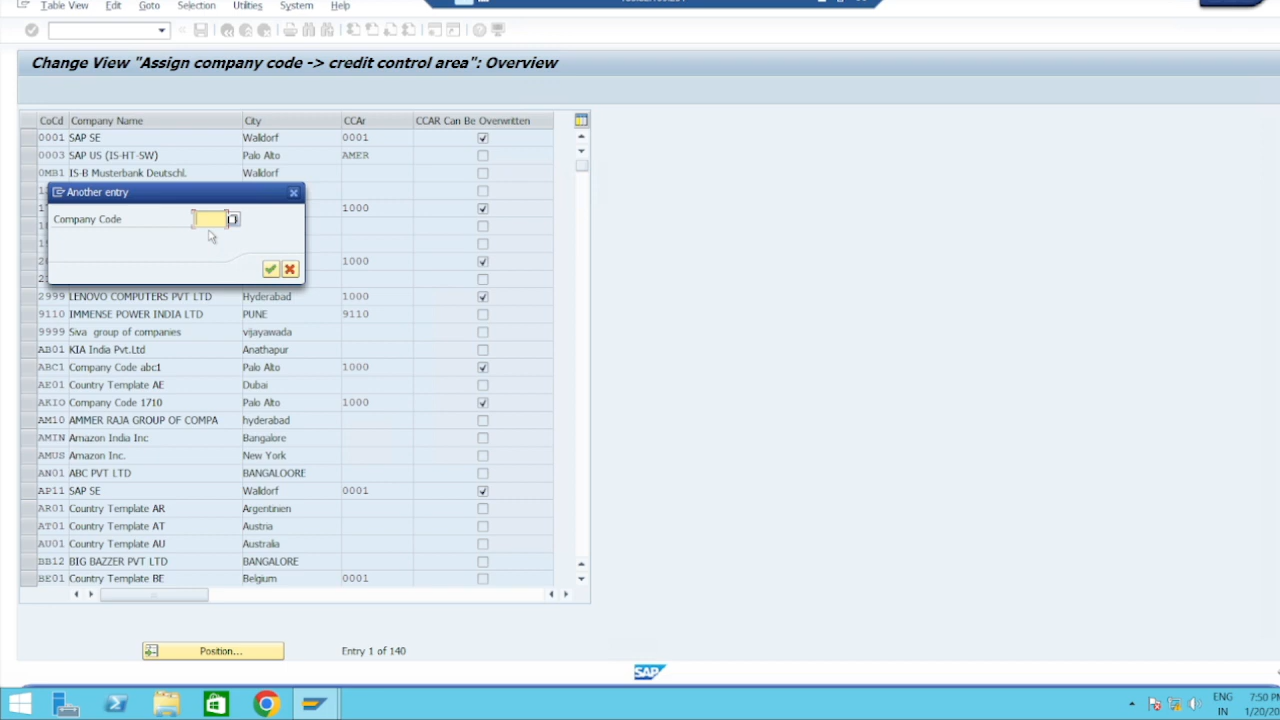 Table View Edit Goto Selection Utilities System Help
Change View "Assign company code -> credit control area": Overview
CoCd Company Name City CCAr CCAR Can Be Overwritten
0001 SAP SE Waldorf 0001
0003 SAP US (IS-HT-SW) Palo Alto AMER
0MB1 IS-B Musterbank Deutschl. Waldorf
Another entry
1000
Company Code
1000
2999 LENOVO COMPUTERS PVT LTD Hyderabad 1000
9110 IMMENSE POWER INDIA LTD PUNE 9110
9999 Siva group of companies vijayawada
AB01 KIA India Pvt.Ltd Anathapur
ABC1 Company Code abc1 Palo Alto 1000
AE01 Country Template AE Dubai
AKIO Company Code 1710 Palo Alto 1000
AM10 AMMER RAJA GROUP OF COMPA hyderabad
AMIN Amazon India Inc Bangalore
AMUS Amazon Inc. New York
AN01 ABC PVT LTD BANGALOORE
AP11 SAP SE Waldorf 0001
AR01 Country Template AR Argentinien
AT01 Country Template AT Austria
AU01 Country Template AU Australia
BB12 BIG BAZZER PVT LTD BANGALORE
BE01 Country Template BE Belgium 0001
Position... Entry 1 of 140
SAP
ENG 7:50 PM
IN 1/20/20